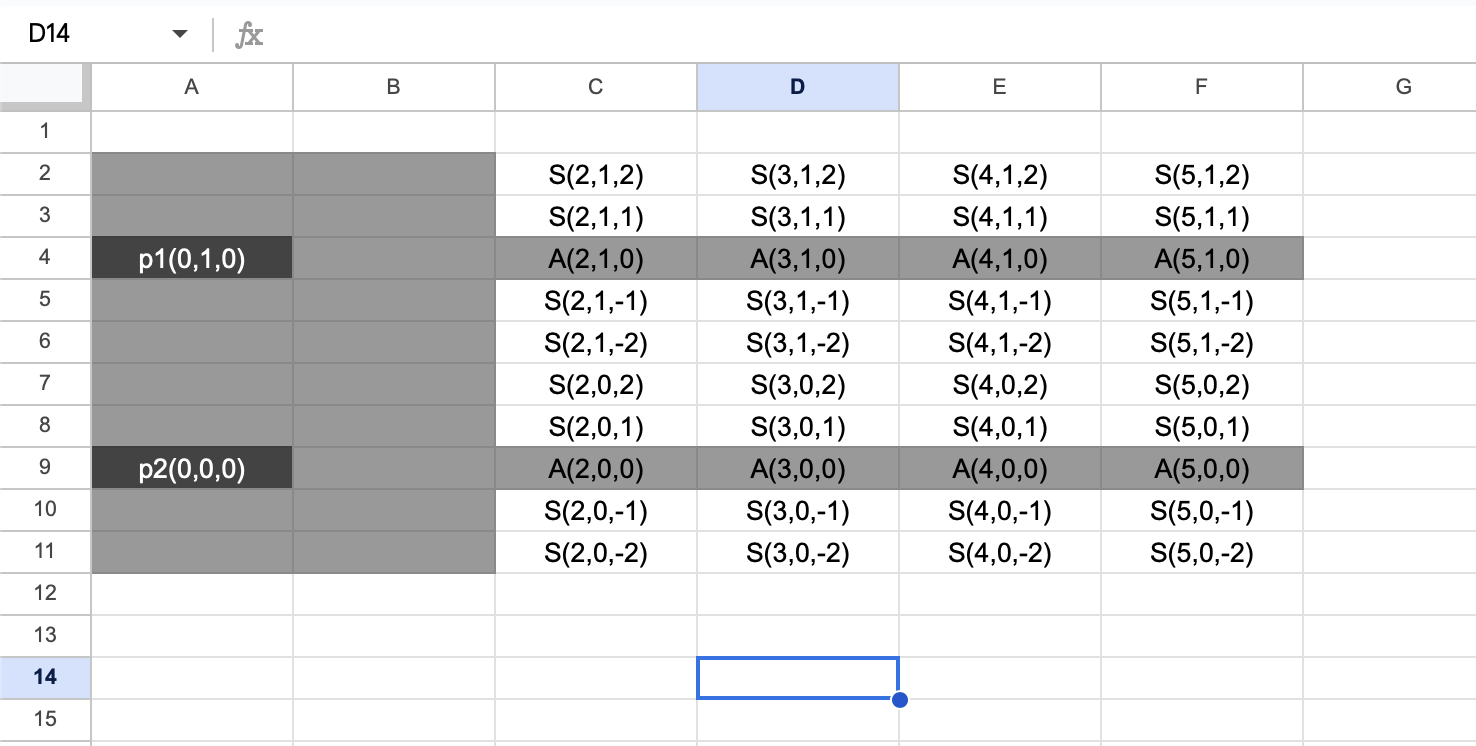 D14 fx
A B C D E F G
1
2 S(2,1,2) S(3,1,2) S(4,1,2) S(5,1,2)
3 S(2,1,1) S(3,1,1) S(4,1,1) S(5,1,1)
4 p1(0,1,0) A(2,1,0) A(3,1,0) A(4,1,0) A(5,1,0)
5 S(2,1,-1) S(3,1,-1) S(4,1,-1) S(5,1,-1)
6 S(2,1,-2) S(3,1,-2) S(4,1,-2) S(5,1,-2)
7 S(2,0,2) S(3,0,2) S(4,0,2) S(5,0,2)
8 S(2,0,1) S(3,0,1) S(4,0,1) S(5,0,1)
9 p2(0,0,0) A(2,0,0) A(3,0,0) A(4,0,0) A(5,0,0)
10 S(2,0,-1) S(3,0,-1) S(4,0,-1) S(5,0,-1)
11 S(2,0,-2) S(3,0,-2) S(4,0,-2) S(5,0,-2)
12
13
14
15